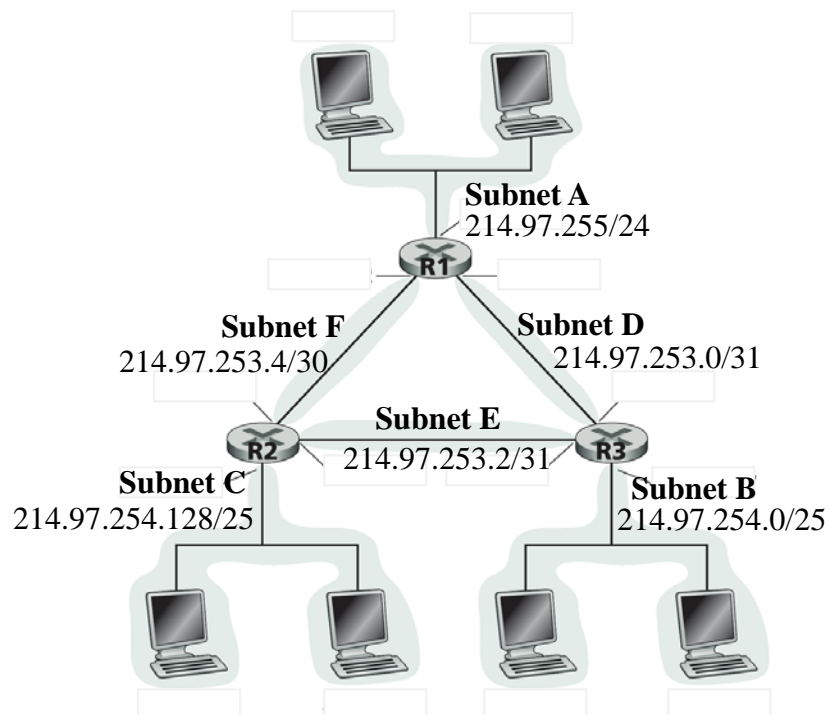 Subnet A
214.97.255/24
R1
Subnet F
214.97.253.4/30
Subnet D
214.97.253.0/31
Subnet E
214.97.253.2/31
R2
R3
Subnet C
214.97.254.128/25
Subnet B
214.97.254.0/25